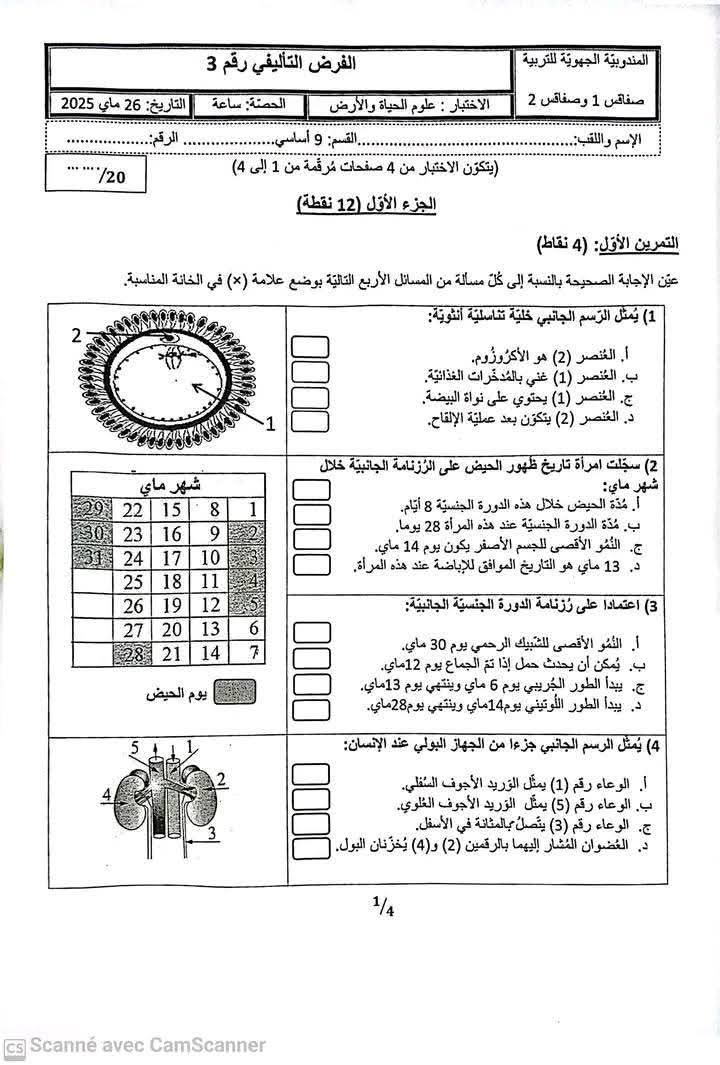 المندوبيّة الجهويّة للتربية
صفاقس 1 وصفاقس 2
الفرض التأليفي رقم 3
الاختبار : علوم الحياة والأرض
الحصّة: ساعة
التاريخ: 26 ماي 2025
الإسم واللقب:.......................................القسم: 9 أساسي................... الرقم:.................
(يتكوّن الاختبار من 4 صفحات مُرقّمة من 1 إلى 4)
... ..../20
الجزء الأوّل (12 نقطة)
التمرين الأوّل: (4 نقاط)
عيّن الإجابة الصحيحة بالنسبة إلى كُلّ مسألة من المسائل الأربع التاليّة بوضع علامة (×) في الخانة المناسبة.
1) يُمثّل الرّسم الجانبي خليّة تناسليّة أنثويّة:
أ. العُنصر (2) هو الأكرُوزُوم.
ب. العُنصر (1) غني بالمُدخّرات الغذائيّة.
ج. العُنصر (1) يحتوي على نواة البيضة.
د. العُنصر (2) يتكوّن بعد عمليّة الإلقاح.
2
1
2) سجّلت امرأة تاريخ ظهور الحيض على الرُزنامة الجانبيّة خلال
شهر ماي:
أ. مُدّة الحيض خلال هذه الدورة الجنسيّة 8 أيّام.
ب. مُدّة الدورة الجنسيّة عند هذه المرأة 28 يوما.
ج. النُمُو الأقصى للجسم الأصفر يكون يوم 14 ماي.
د. 13 ماي هو التاريخ الموافق للإباضة عند هذه المرأة.
شهر ماي
1 8 15 22 29
2 9 16 23 30
3 10 17 24 31
4 11 18 25
5 12 19 26
6 13 20 27
7 14 21 28
يوم الحيض
3) اعتمادا على رُزنامة الدورة الجنسيّة الجانبيّة:
أ. النُمُو الأقصى للشّبيك الرحمي يوم 30 ماي.
ب. يُمكن أن يحدث حمل إذا تمّ الجماع يوم 12ماي.
ج. يبدأ الطور الجُريبي يوم 6 ماي وينتهي يوم 13ماي.
د. يبدأ الطور اللُوتيني يوم14ماي وينتهي يوم28ماي.
4) يُمثّل الرسم الجانبي جزءا من الجهاز البولي عند الإنسان:
أ. الوعاء رقم (1) يمثّل الوَريد الأجوف السُفلي.
ب. الوعاء رقم (5) يمثّل الوَريد الأجوف العُلوي.
ج. الوعاء رقم (3) يتّصل بالمثانة في الأسفل.
د. العُضوان المُشار إليهما بالرقمين (2) و(4) يُخزّنان البول.
5
1
2
4
3
1/4
CS Scanné avec CamScanner